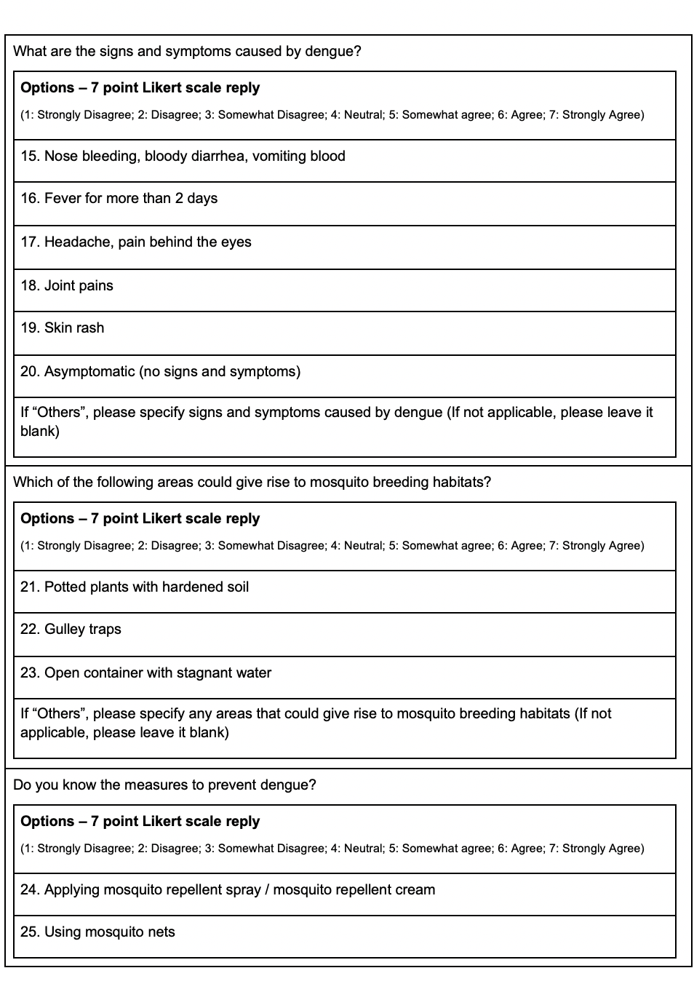 What are the signs and symptoms caused by dengue?
Options – 7 point Likert scale reply
(1: Strongly Disagree; 2: Disagree; 3: Somewhat Disagree; 4: Neutral; 5: Somewhat agree; 6: Agree; 7: Strongly Agree)
15. Nose bleeding, bloody diarrhea, vomiting blood
16. Fever for more than 2 days
17. Headache, pain behind the eyes
18. Joint pains
19. Skin rash
20. Asymptomatic (no signs and symptoms)
If “Others”, please specify signs and symptoms caused by dengue (If not applicable, please leave it
blank)
Which of the following areas could give rise to mosquito breeding habitats?
Options – 7 point Likert scale reply
(1: Strongly Disagree; 2: Disagree; 3: Somewhat Disagree; 4: Neutral; 5: Somewhat agree; 6: Agree; 7: Strongly Agree)
21. Potted plants with hardened soil
22. Gulley traps
23. Open container with stagnant water
If “Others”, please specify any areas that could give rise to mosquito breeding habitats (If not
applicable, please leave it blank)
Do you know the measures to prevent dengue?
Options – 7 point Likert scale reply
(1: Strongly Disagree; 2: Disagree; 3: Somewhat Disagree; 4: Neutral; 5: Somewhat agree; 6: Agree; 7: Strongly Agree)
24. Applying mosquito repellent spray / mosquito repellent cream
25. Using mosquito nets